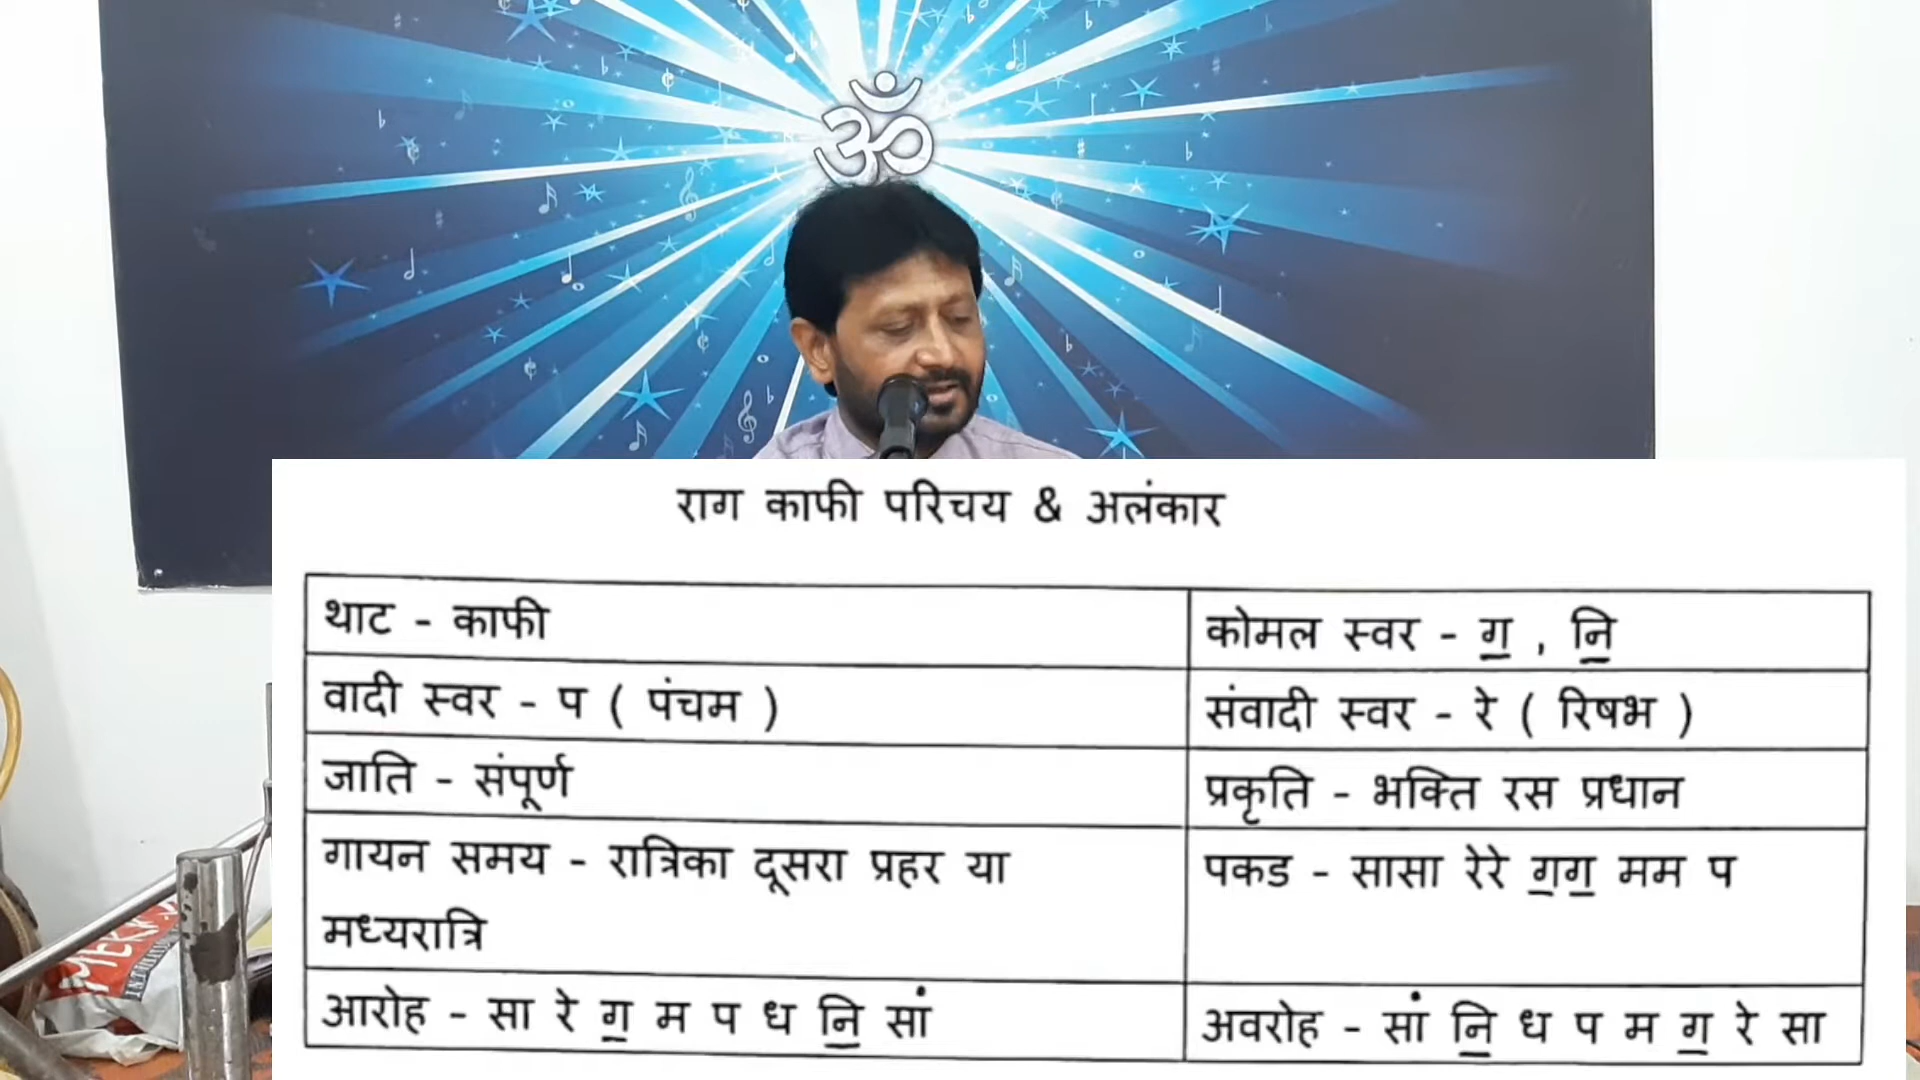 ॐ
राग काफी परिचय & अलंकार
थाट - काफी
कोमल स्वर - ग॒ , नि॒
वादी स्वर - प ( पंचम )
संवादी स्वर - रे ( रिषभ )
जाति - संपूर्ण
प्रकृति - भक्ति रस प्रधान
गायन समय - रात्रिका दूसरा प्रहर या
मध्यरात्रि
पकड - सासा रेरे ग॒ग॒ मम प
आरोह - सा रे ग॒ म प ध नि॒ सां
अवरोह - सां नि॒ ध प म ग॒ रे सा